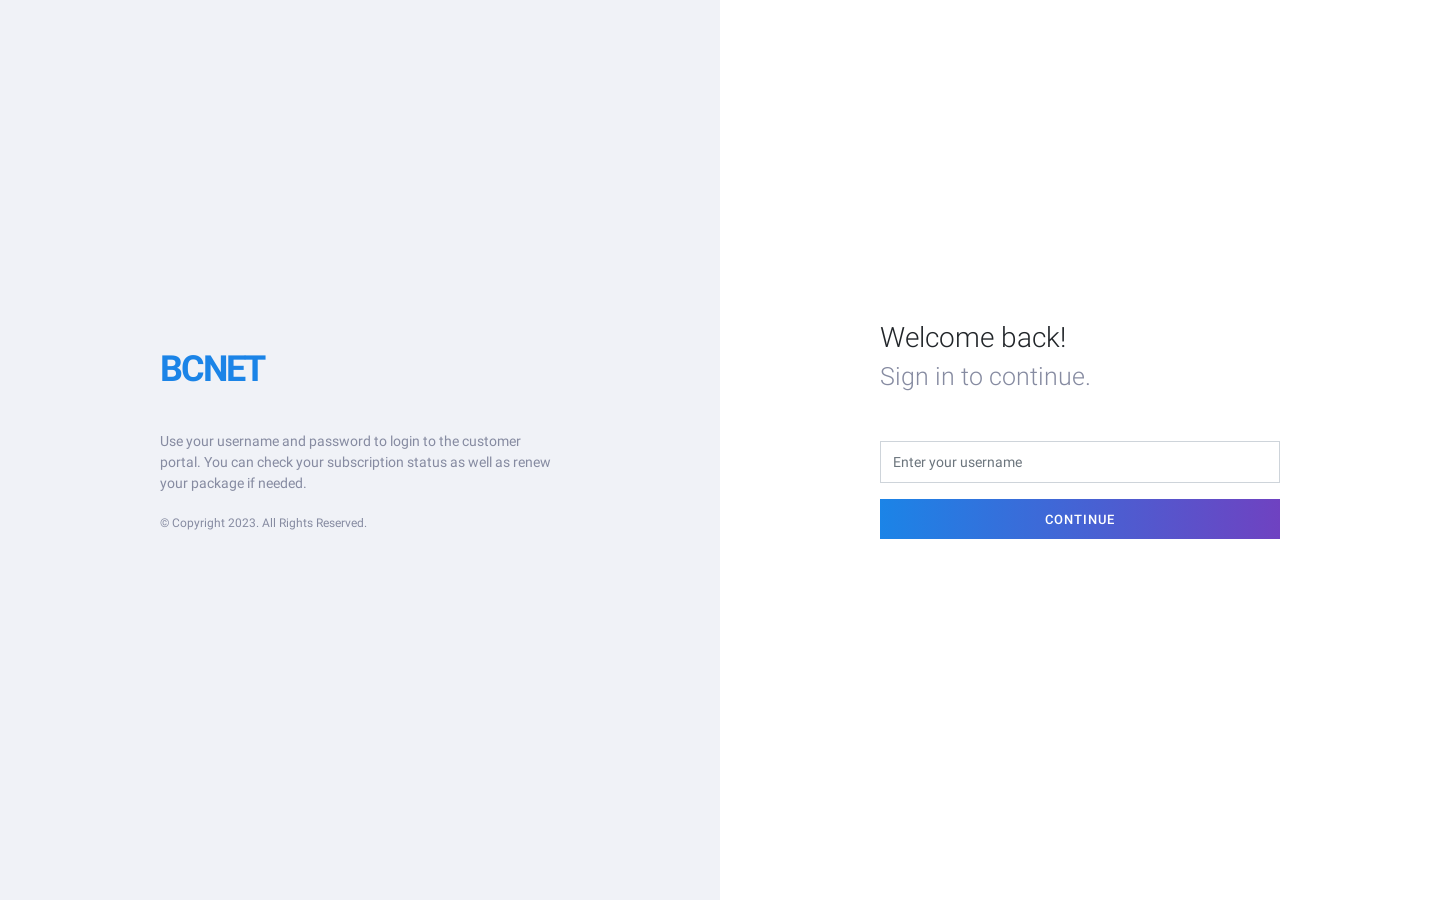 BCNET
Use your username and password to login to the customer
portal. You can check your subscription status as well as renew
your package if needed.
© Copyright 2023. All Rights Reserved.
Welcome back!
Sign in to continue.
Enter your username
CONTINUE